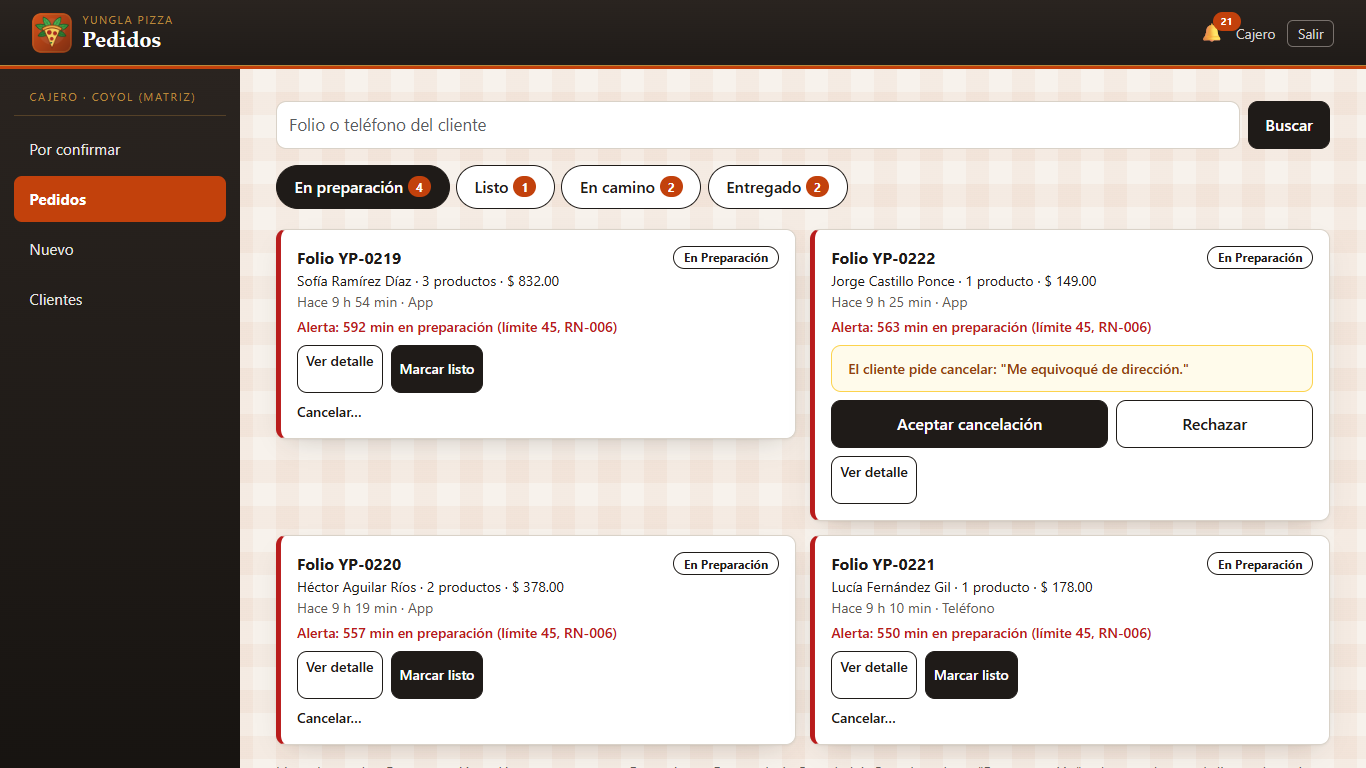 YUNGLA PIZZA
Pedidos
21
Cajero
Salir
CAJERO · COYOL (MATRIZ)
Por confirmar
Pedidos
Nuevo
Clientes
Folio o teléfono del cliente
Buscar
En preparación 4
Listo 1
En camino 2
Entregado 2
Folio YP-0219
En Preparación
Sofía Ramírez Díaz · 3 productos · $ 832.00
Hace 9 h 54 min · App
Alerta: 592 min en preparación (límite 45, RN-006)
Ver detalle
Marcar listo
Cancelar...
Folio YP-0222
En Preparación
Jorge Castillo Ponce · 1 producto · $ 149.00
Hace 9 h 25 min · App
Alerta: 563 min en preparación (límite 45, RN-006)
El cliente pide cancelar: "Me equivoqué de dirección."
Aceptar cancelación
Rechazar
Ver detalle
Folio YP-0220
En Preparación
Héctor Aguilar Ríos · 2 productos · $ 378.00
Hace 9 h 19 min · App
Alerta: 557 min en preparación (límite 45, RN-006)
Ver detalle
Marcar listo
Cancelar...
Folio YP-0221
En Preparación
Lucía Fernández Gil · 1 producto · $ 178.00
Hace 9 h 10 min · Teléfono
Alerta: 550 min en preparación (límite 45, RN-006)
Ver detalle
Marcar listo
Cancelar...